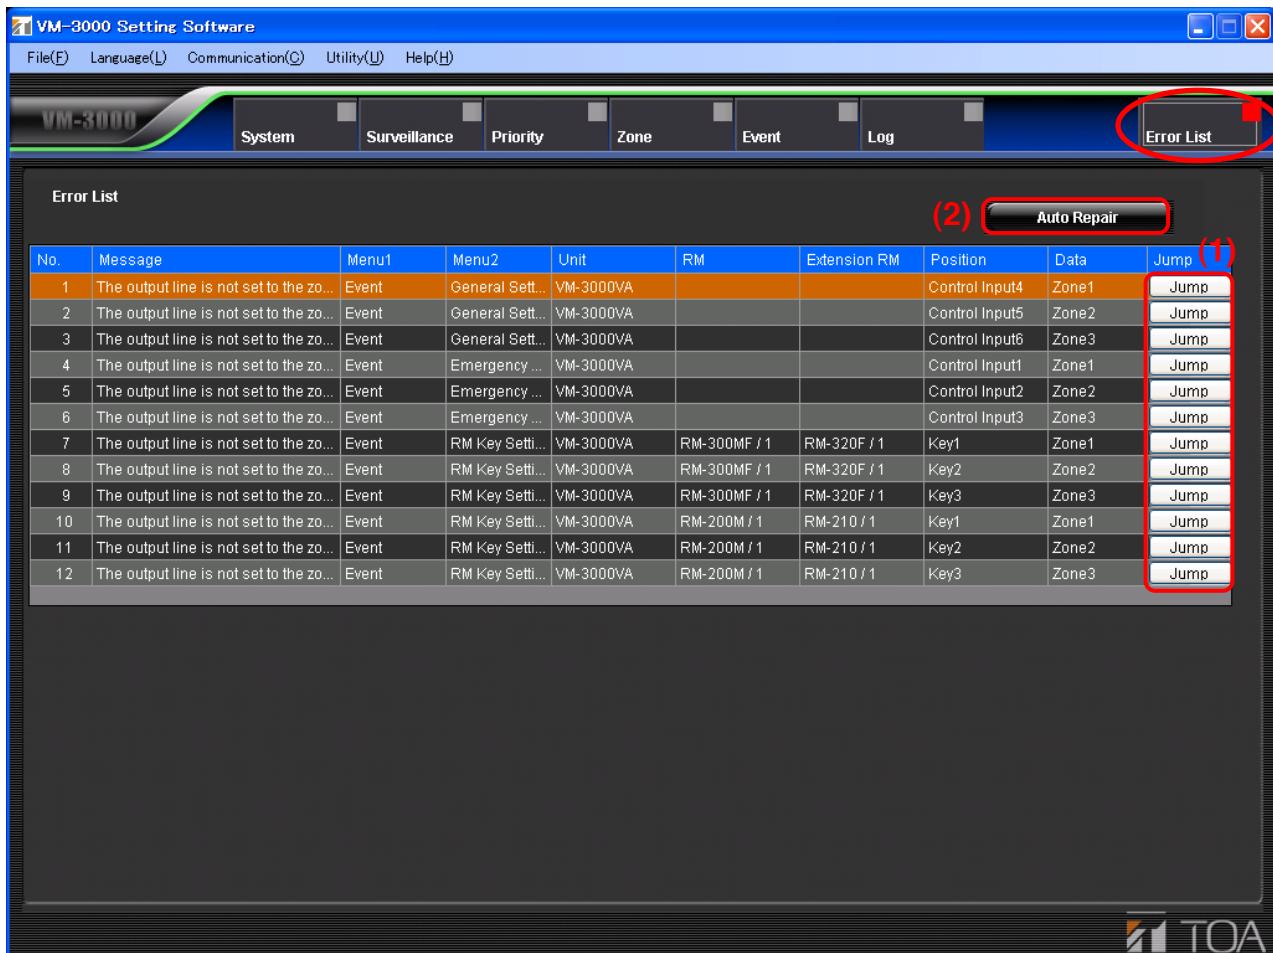 VM-3000 Setting Software
File(F) Language(L) Communication(C) Utility(U) Help(H)
VM-3000 System Surveillance Priority Zone Event Log Error List
Error List
(2) Auto Repair
(1)
No. Message Menu1 Menu2 Unit RM Extension RM Position Data Jump
1 The output line is not set to the zo... Event General Sett... VM-3000VA Control Input4 Zone1 Jump
2 The output line is not set to the zo... Event General Sett... VM-3000VA Control Input5 Zone2 Jump
3 The output line is not set to the zo... Event General Sett... VM-3000VA Control Input6 Zone3 Jump
4 The output line is not set to the zo... Event Emergency ... VM-3000VA Control Input1 Zone1 Jump
5 The output line is not set to the zo... Event Emergency ... VM-3000VA Control Input2 Zone2 Jump
6 The output line is not set to the zo... Event Emergency ... VM-3000VA Control Input3 Zone3 Jump
7 The output line is not set to the zo... Event RM Key Setti... VM-3000VA RM-300MF / 1 RM-320F / 1 Key1 Zone1 Jump
8 The output line is not set to the zo... Event RM Key Setti... VM-3000VA RM-300MF / 1 RM-320F / 1 Key2 Zone2 Jump
9 The output line is not set to the zo... Event RM Key Setti... VM-3000VA RM-300MF / 1 RM-320F / 1 Key3 Zone3 Jump
10 The output line is not set to the zo... Event RM Key Setti... VM-3000VA RM-200M / 1 RM-210 / 1 Key1 Zone1 Jump
11 The output line is not set to the zo... Event RM Key Setti... VM-3000VA RM-200M / 1 RM-210 / 1 Key2 Zone2 Jump
12 The output line is not set to the zo... Event RM Key Setti... VM-3000VA RM-200M / 1 RM-210 / 1 Key3 Zone3 Jump
TOA